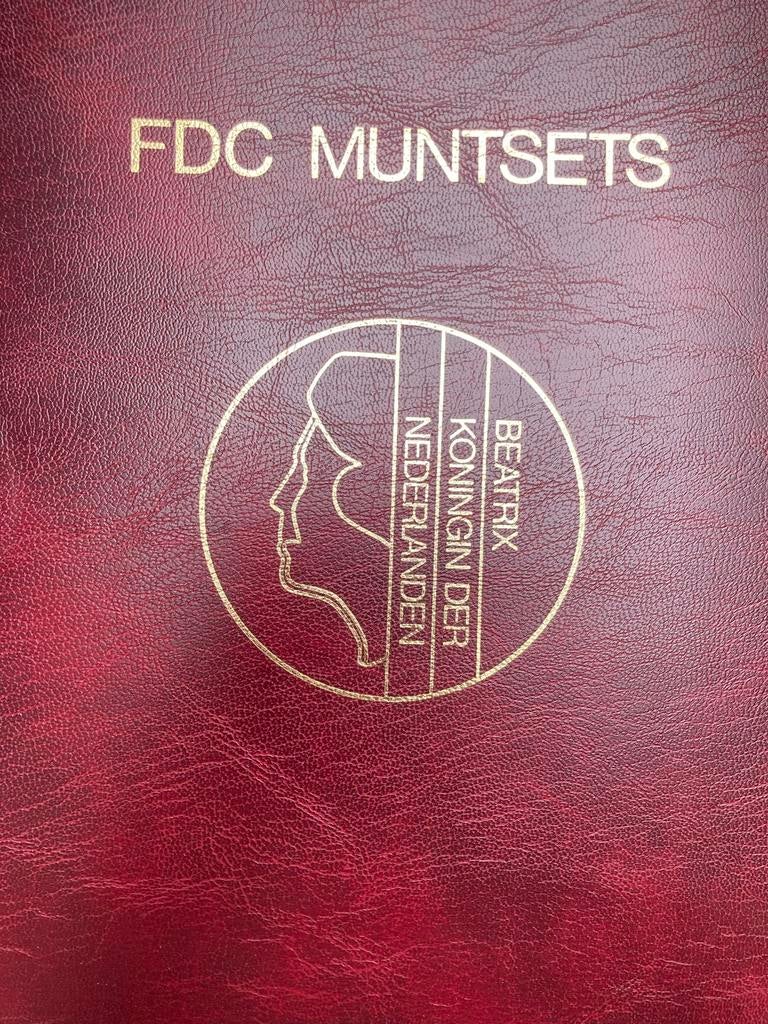 FDC MUNTSETS
BEATRIX
KONINGIN DER
NEDERLANDEN